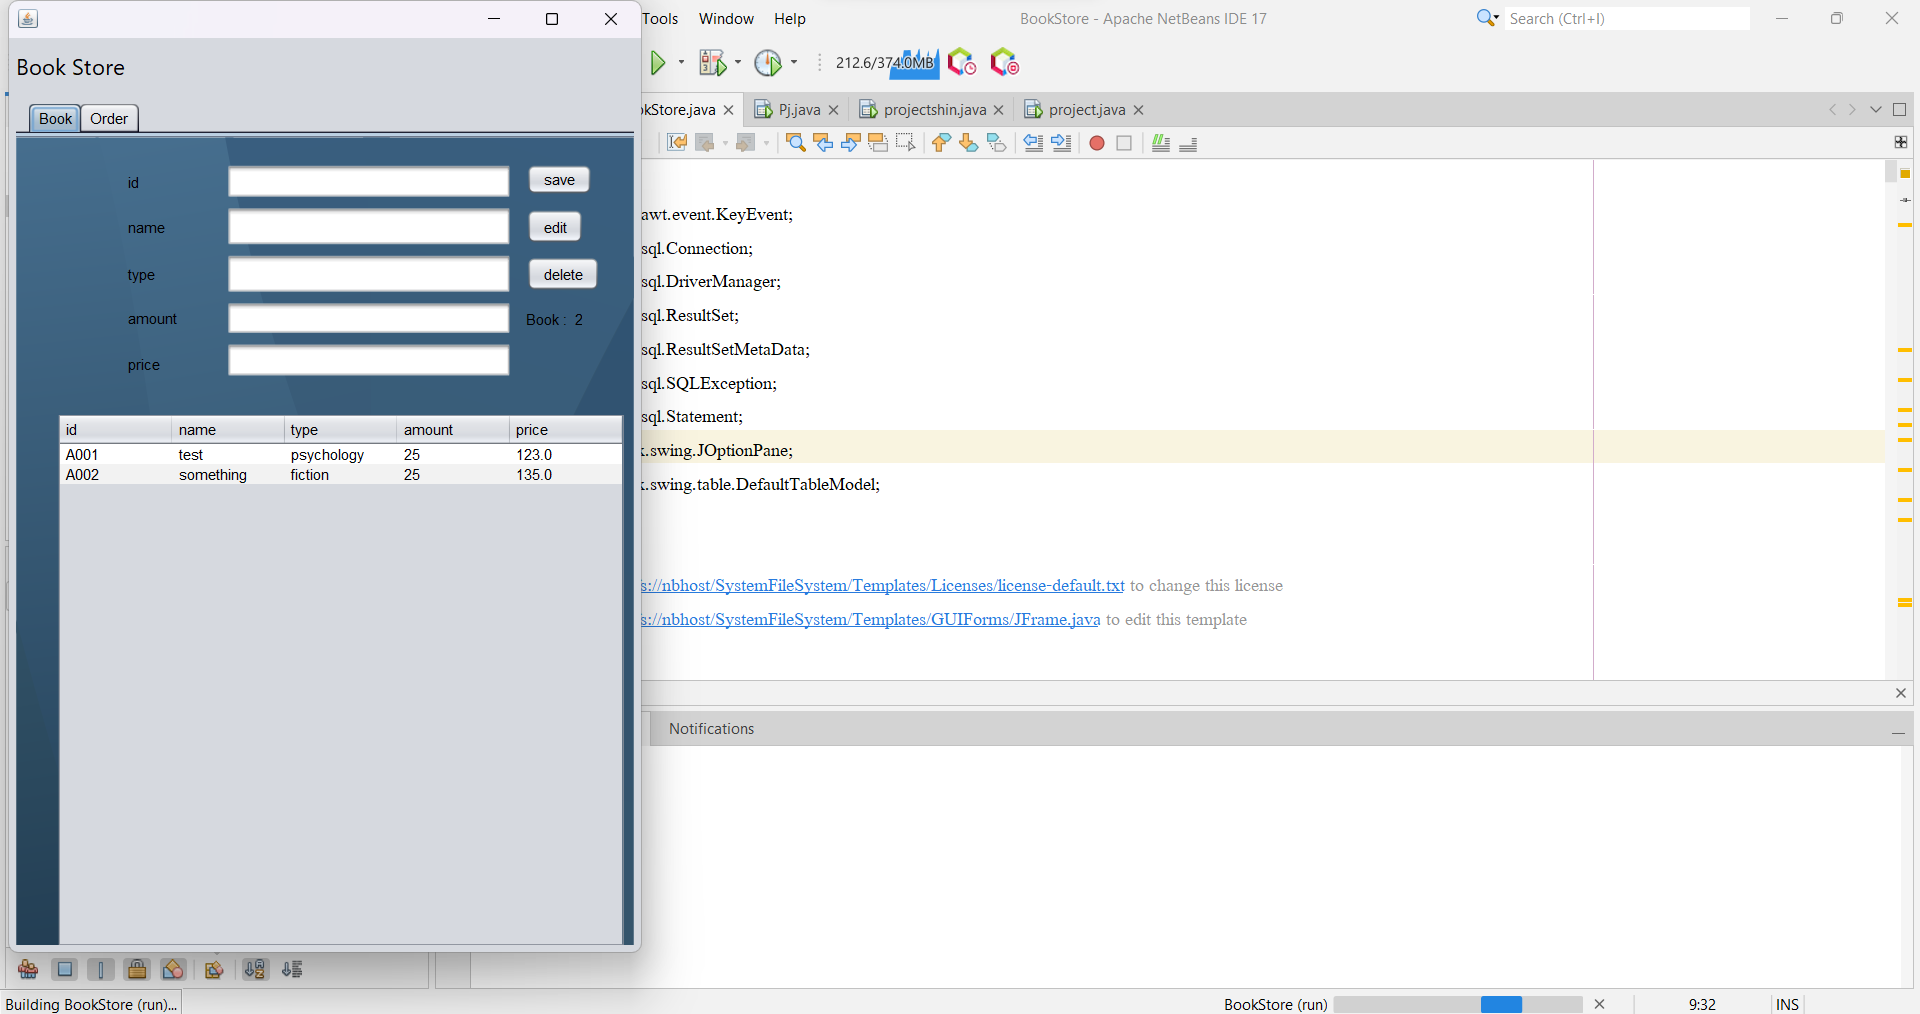 Tools Window Help
BookStore - Apache NetBeans IDE 17
Search (Ctrl+I)
212.6/374.0MB
Book Store
Book Order
kStore.java Pj.java projectshin.java project.java
id
save
name
edit
type
delete
amount
Book : 2
price
id name type amount price
A001 test psychology 25 123.0
A002 something fiction 25 135.0
awt.event.KeyEvent;
sql.Connection;
sql.DriverManager;
sql.ResultSet;
sql.ResultSetMetaData;
sql.SQLException;
sql.Statement;
.swing.JOptionPane;
.swing.table.DefaultTableModel;
s://nbhost/SystemFileSystem/Templates/Licenses/license-default.txt to change this license
s://nbhost/SystemFileSystem/Templates/GUIForms/JFrame.java to edit this template
Notifications
Building BookStore (run)...
BookStore (run)
9:32
INS